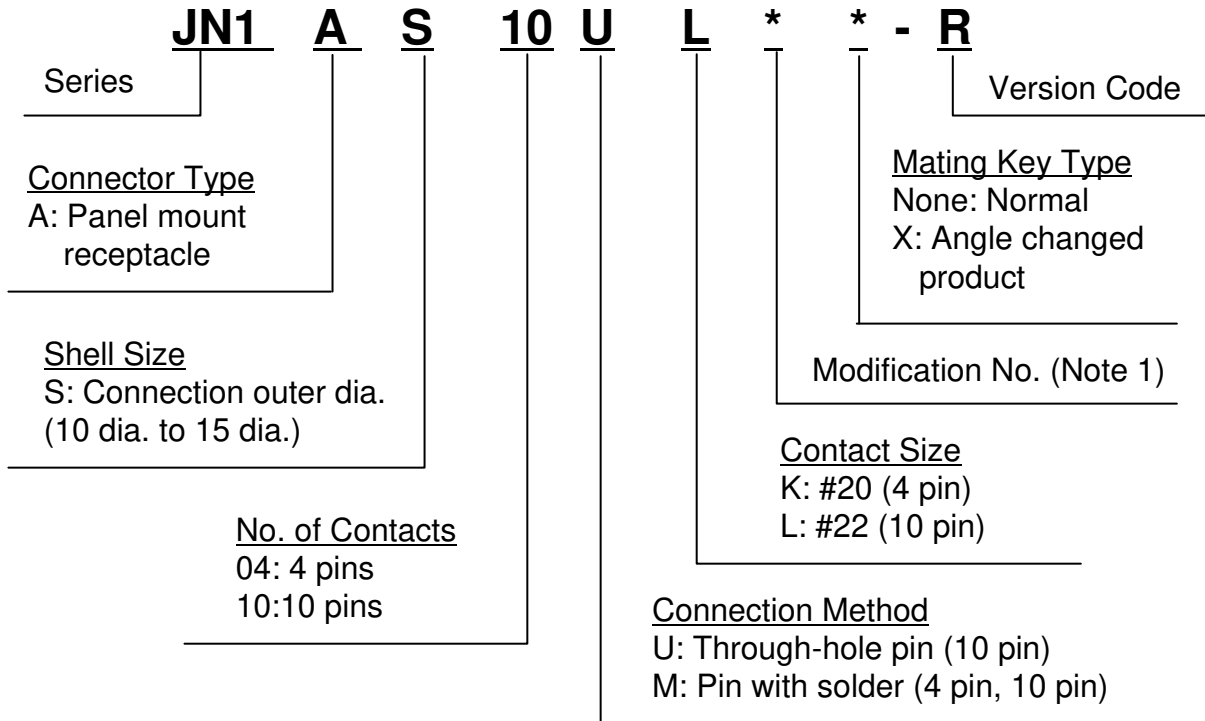 JN1 A S 10 U L * * - R
Series
Version Code
Connector Type
A: Panel mount
receptacle
Mating Key Type
None: Normal
X: Angle changed
product
Shell Size
S: Connection outer dia.
(10 dia. to 15 dia.)
Modification No. (Note 1)
Contact Size
K: #20 (4 pin)
L: #22 (10 pin)
No. of Contacts
04: 4 pins
10:10 pins
Connection Method
U: Through-hole pin (10 pin)
M: Pin with solder (4 pin, 10 pin)